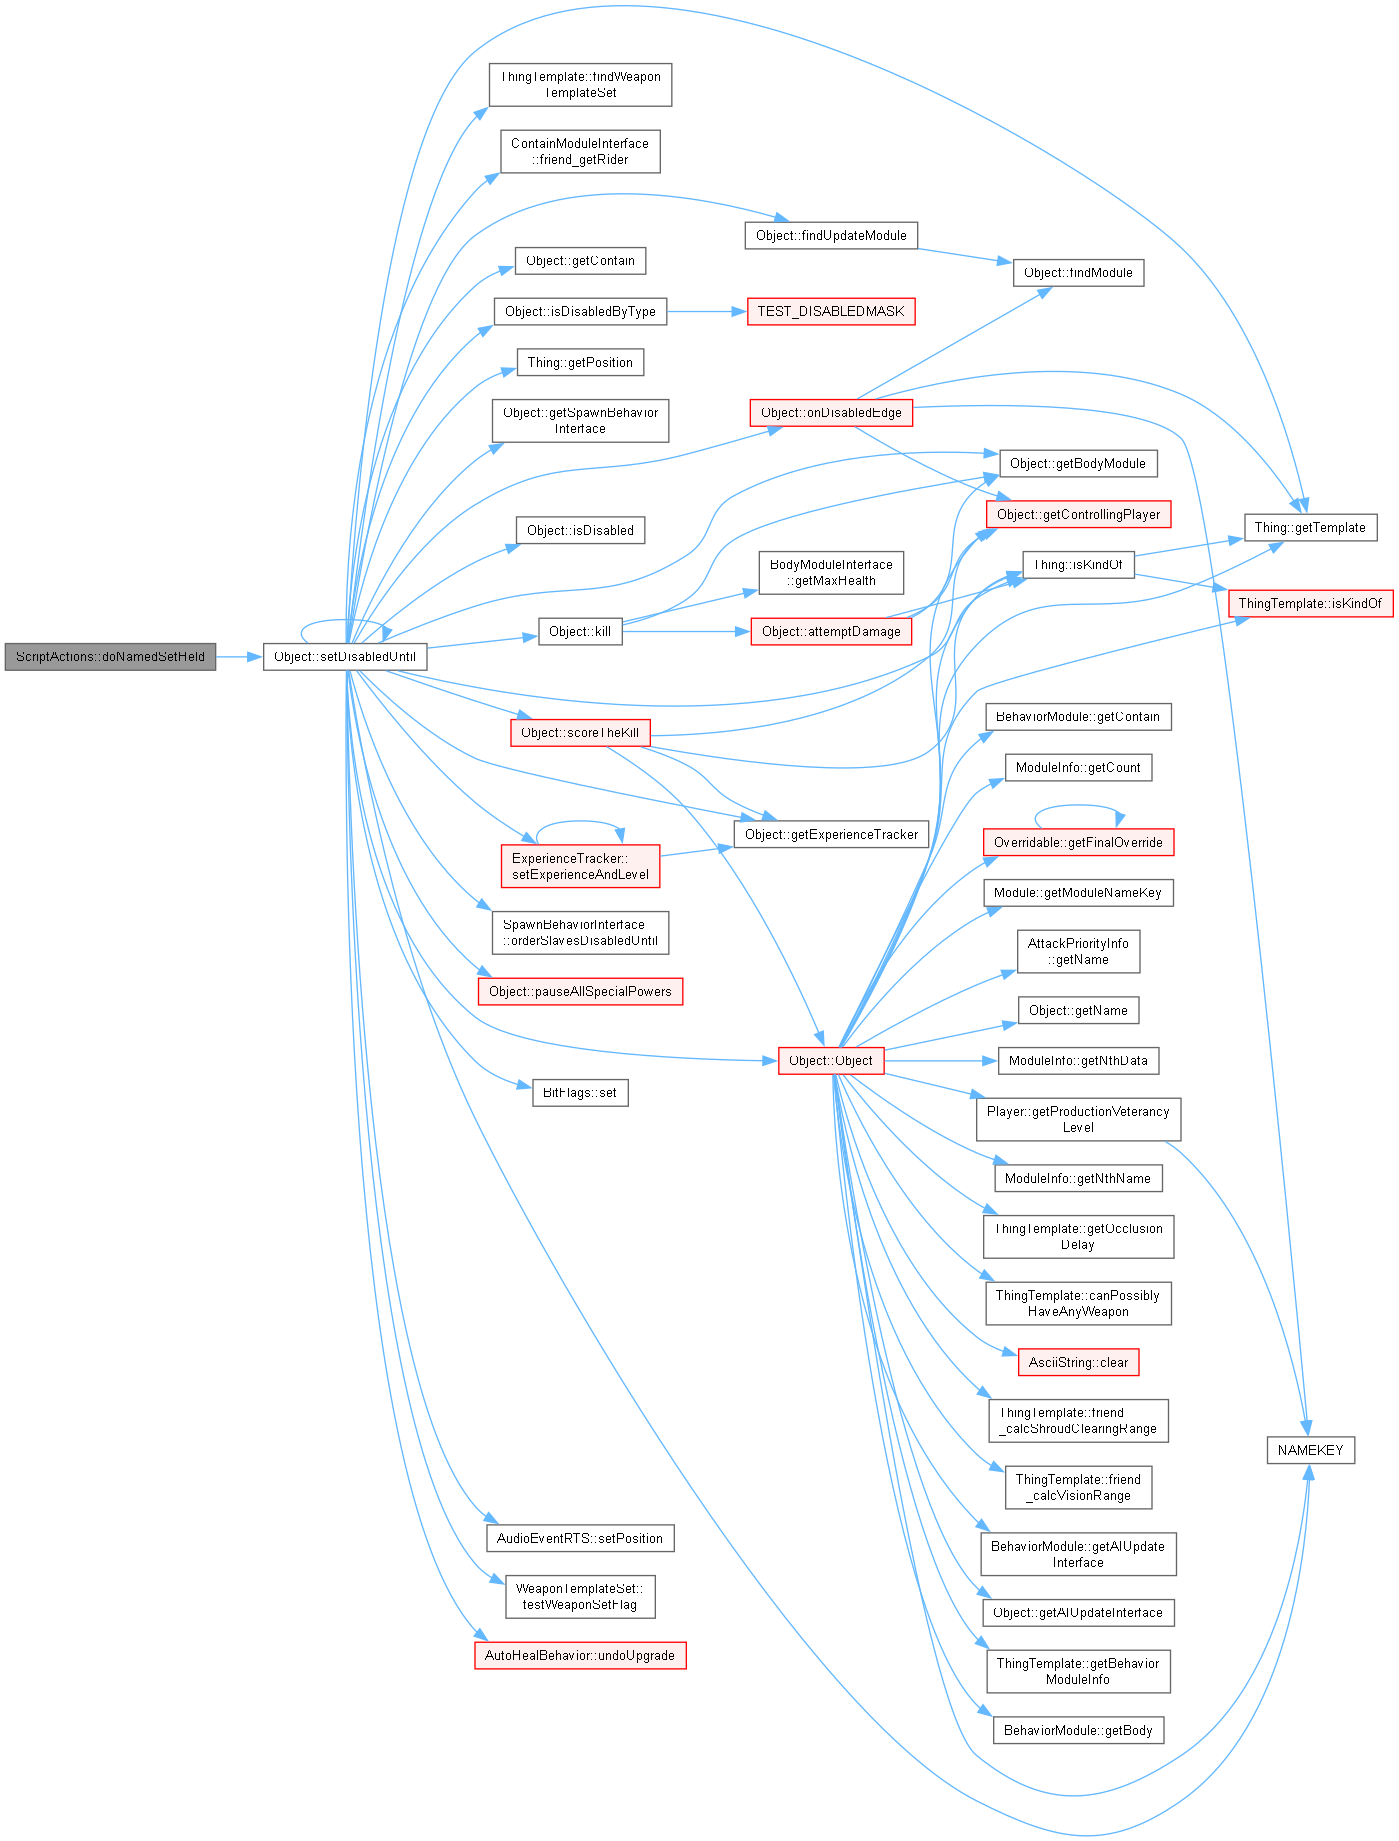 ThingTemplate::findWeapon
TemplateSet
ContainModuleInterface
::friend_getRider
Object::findUpdateModule
Object::getContain
Object::findModule
Object::isDisabledByType
TEST_DISABLEDMASK
Thing::getPosition
Object::getSpawnBehavior
Interface
Object::onDisabledEdge
Object::getBodyModule
Object::getControllingPlayer
Object::isDisabled
Thing::getTemplate
BodyModuleInterface
::getMaxHealth
Thing::isKindOf
ThingTemplate::isKindOf
Object::kill
Object::attemptDamage
ScriptActions::doNamedSetHeld
Object::setDisabledUntil
BehaviorModule::getContain
Object::scoreTheKill
ModuleInfo::getCount
Object::getExperienceTracker
Overridable::getFinalOverride
ExperienceTracker::
setExperienceAndLevel
Module::getModuleNameKey
SpawnBehaviorInterface
::orderSlavesDisabledUntil
AttackPriorityInfo
::getName
Object::pauseAllSpecialPowers
Object::getName
Object::Object
ModuleInfo::getNthData
BitFlags::set
Player::getProductionVeterancy
Level
ModuleInfo::getNthName
ThingTemplate::getOcclusion
Delay
ThingTemplate::canPossibly
HaveAnyWeapon
AsciiString::clear
ThingTemplate::friend
_calcShroudClearingRange
NAMEKEY
ThingTemplate::friend
_calcVisionRange
AudioEventRTS::setPosition
BehaviorModule::getAIUpdate
Interface
WeaponTemplateSet::
testWeaponSetFlag
Object::getAIUpdateInterface
AutoHealBehavior::undoUpgrade
ThingTemplate::getBehavior
ModuleInfo
BehaviorModule::getBody